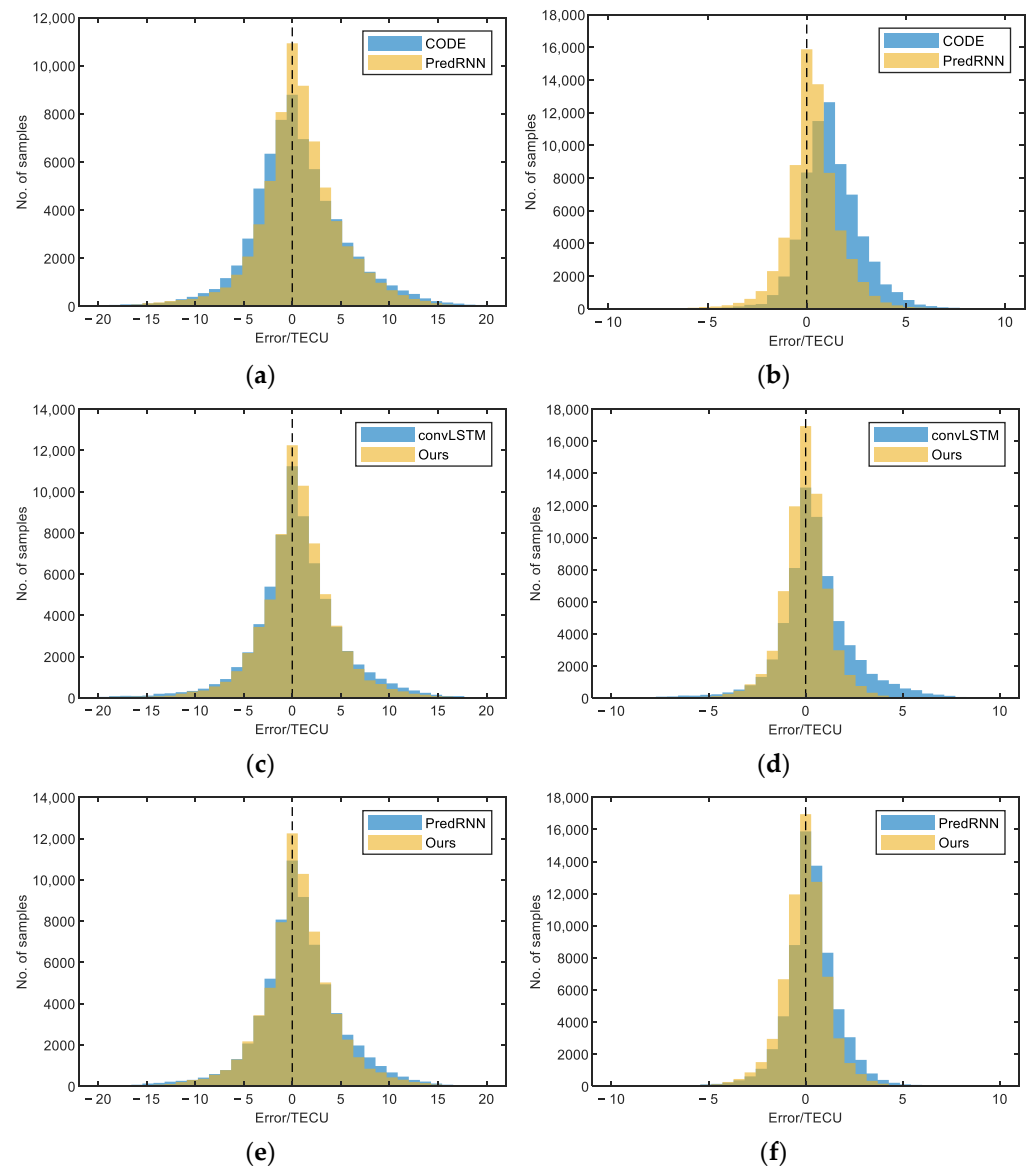 12,000
10,000
8000
6000
4000
2000
0
No. of samples
CODE
PredRNN
−20 −15 −10 −5 0 5 10 15 20
Error/TECU
(a)
18,000
16,000
14,000
12,000
10,000
8000
6000
4000
2000
0
No. of samples
CODE
PredRNN
−10 −5 0 5 10
Error/TECU
(b)
14,000
12,000
10,000
8000
6000
4000
2000
0
No. of samples
convLSTM
Ours
−20 −15 −10 −5 0 5 10 15 20
Error/TECU
(c)
18,000
16,000
14,000
12,000
10,000
8000
6000
4000
2000
0
No. of samples
convLSTM
Ours
−10 −5 0 5 10
Error/TECU
(d)
14,000
12,000
10,000
8000
6000
4000
2000
0
No. of samples
PredRNN
Ours
−20 −15 −10 −5 0 5 10 15 20
Error/TECU
(e)
18,000
16,000
14,000
12,000
10,000
8000
6000
4000
2000
0
No. of samples
PredRNN
Ours
−10 −5 0 5 10
Error/TECU
(f)